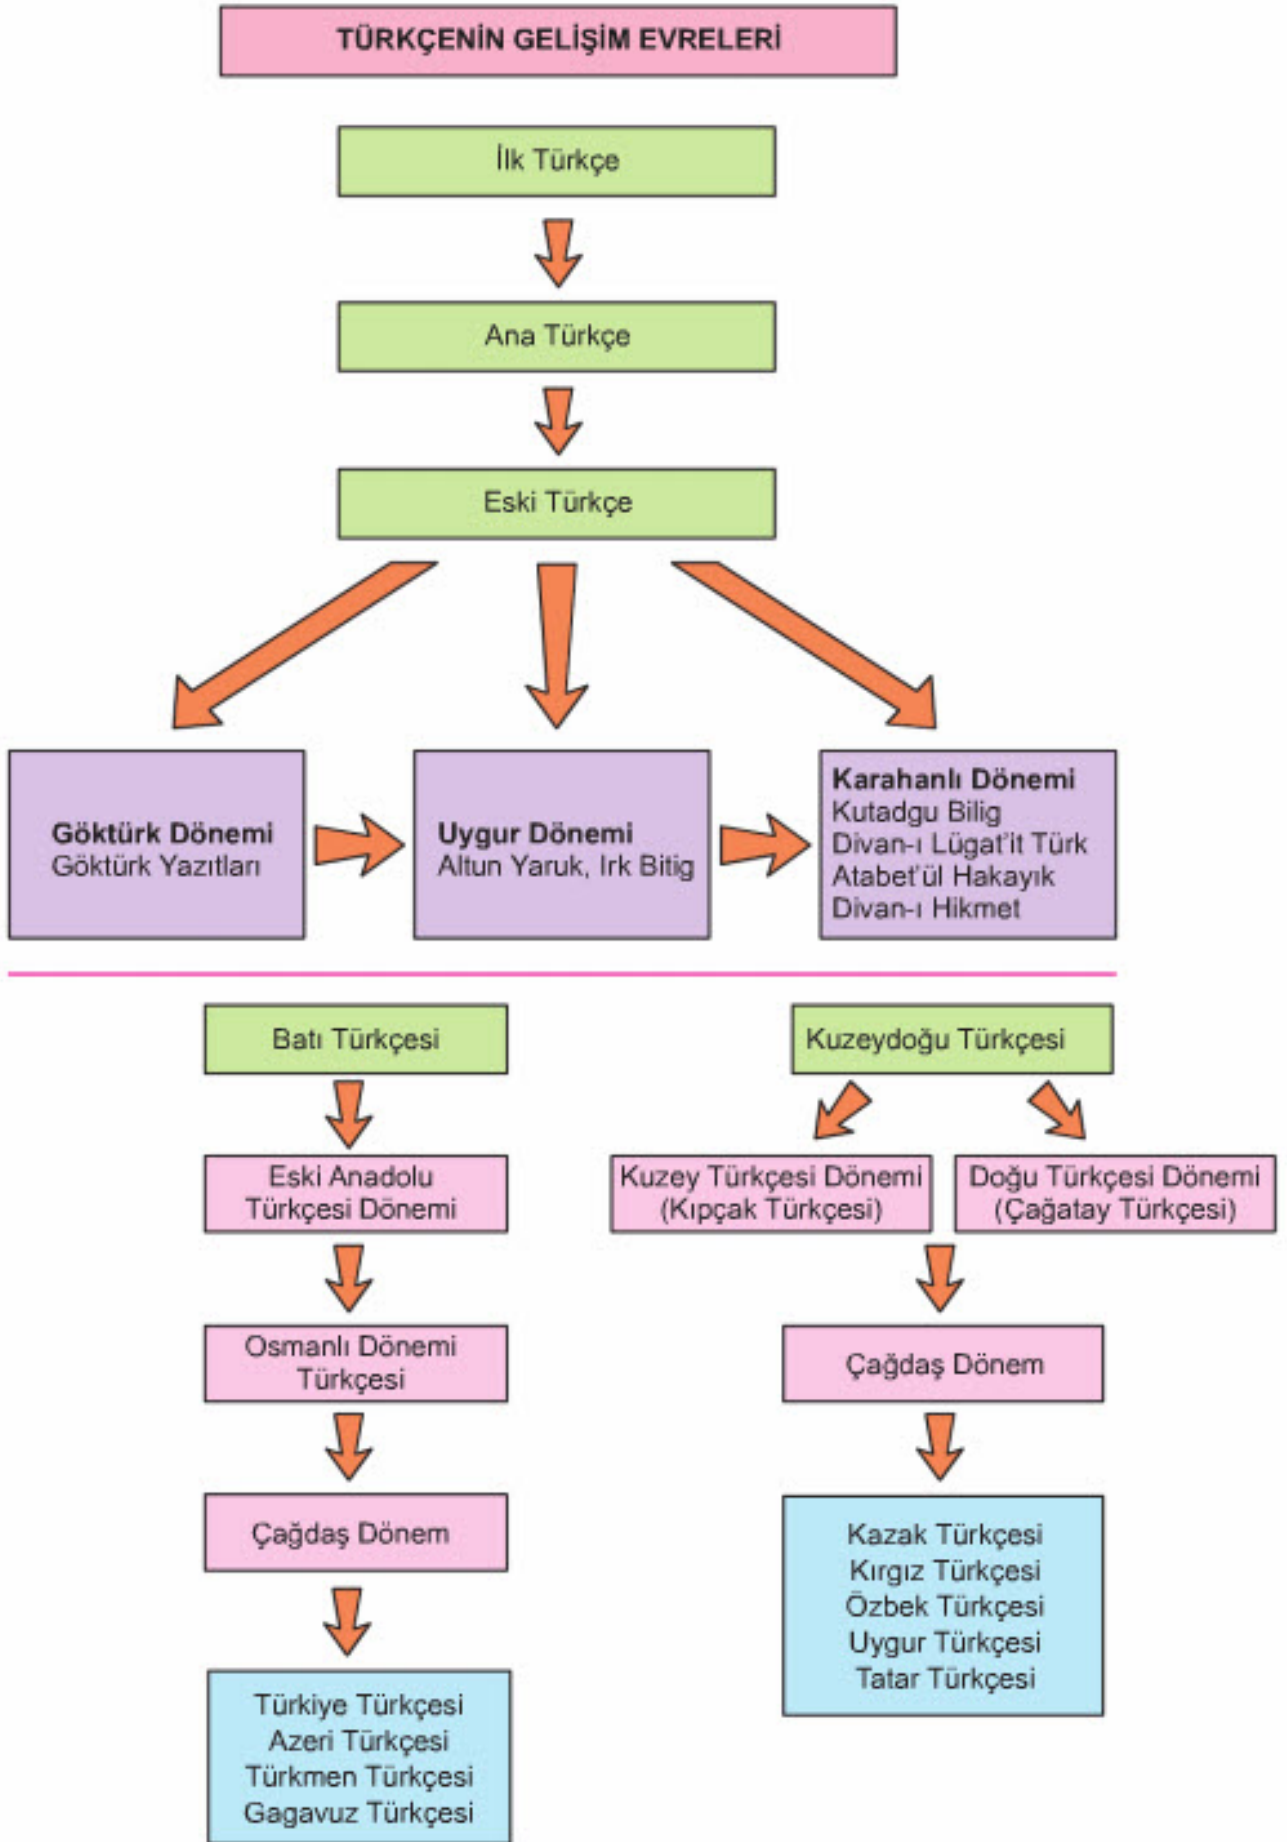 TÜRKÇENİN GELİŞİM EVRELERİ
İlk Türkçe
Ana Türkçe
Eski Türkçe
Göktürk Dönemi
Göktürk Yazıtları
Uygur Dönemi
Altun Yaruk, Irk Bitig
Karahanlı Dönemi
Kutadgu Bilig
Divan-ı Lügat'it Türk
Atabet'ül Hakayık
Divan-ı Hikmet
Batı Türkçesi
Eski Anadolu
Türkçesi Dönemi
Osmanlı Dönemi
Türkçesi
Çağdaş Dönem
Türkiye Türkçesi
Azeri Türkçesi
Türkmen Türkçesi
Gagavuz Türkçesi
Kuzeydoğu Türkçesi
Kuzey Türkçesi Dönemi
(Kıpçak Türkçesi)
Doğu Türkçesi Dönemi
(Çağatay Türkçesi)
Çağdaş Dönem
Kazak Türkçesi
Kırgız Türkçesi
Özbek Türkçesi
Uygur Türkçesi
Tatar Türkçesi